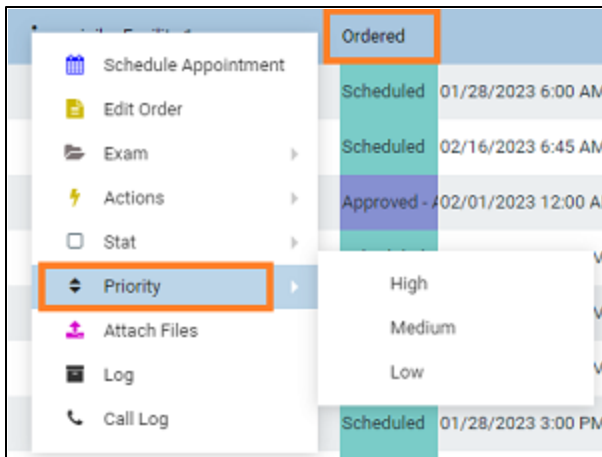 Ordered
Schedule Appointment
Edit Order
Exam
Actions
Stat
Priority
Attach Files
Log
Call Log
High
Medium
Low
Scheduled 01/28/2023 6:00 AM
Scheduled 02/16/2023 6:45 AM
Approved - 02/01/2023 12:00 A
Scheduled 01/28/2023 3:00 PM